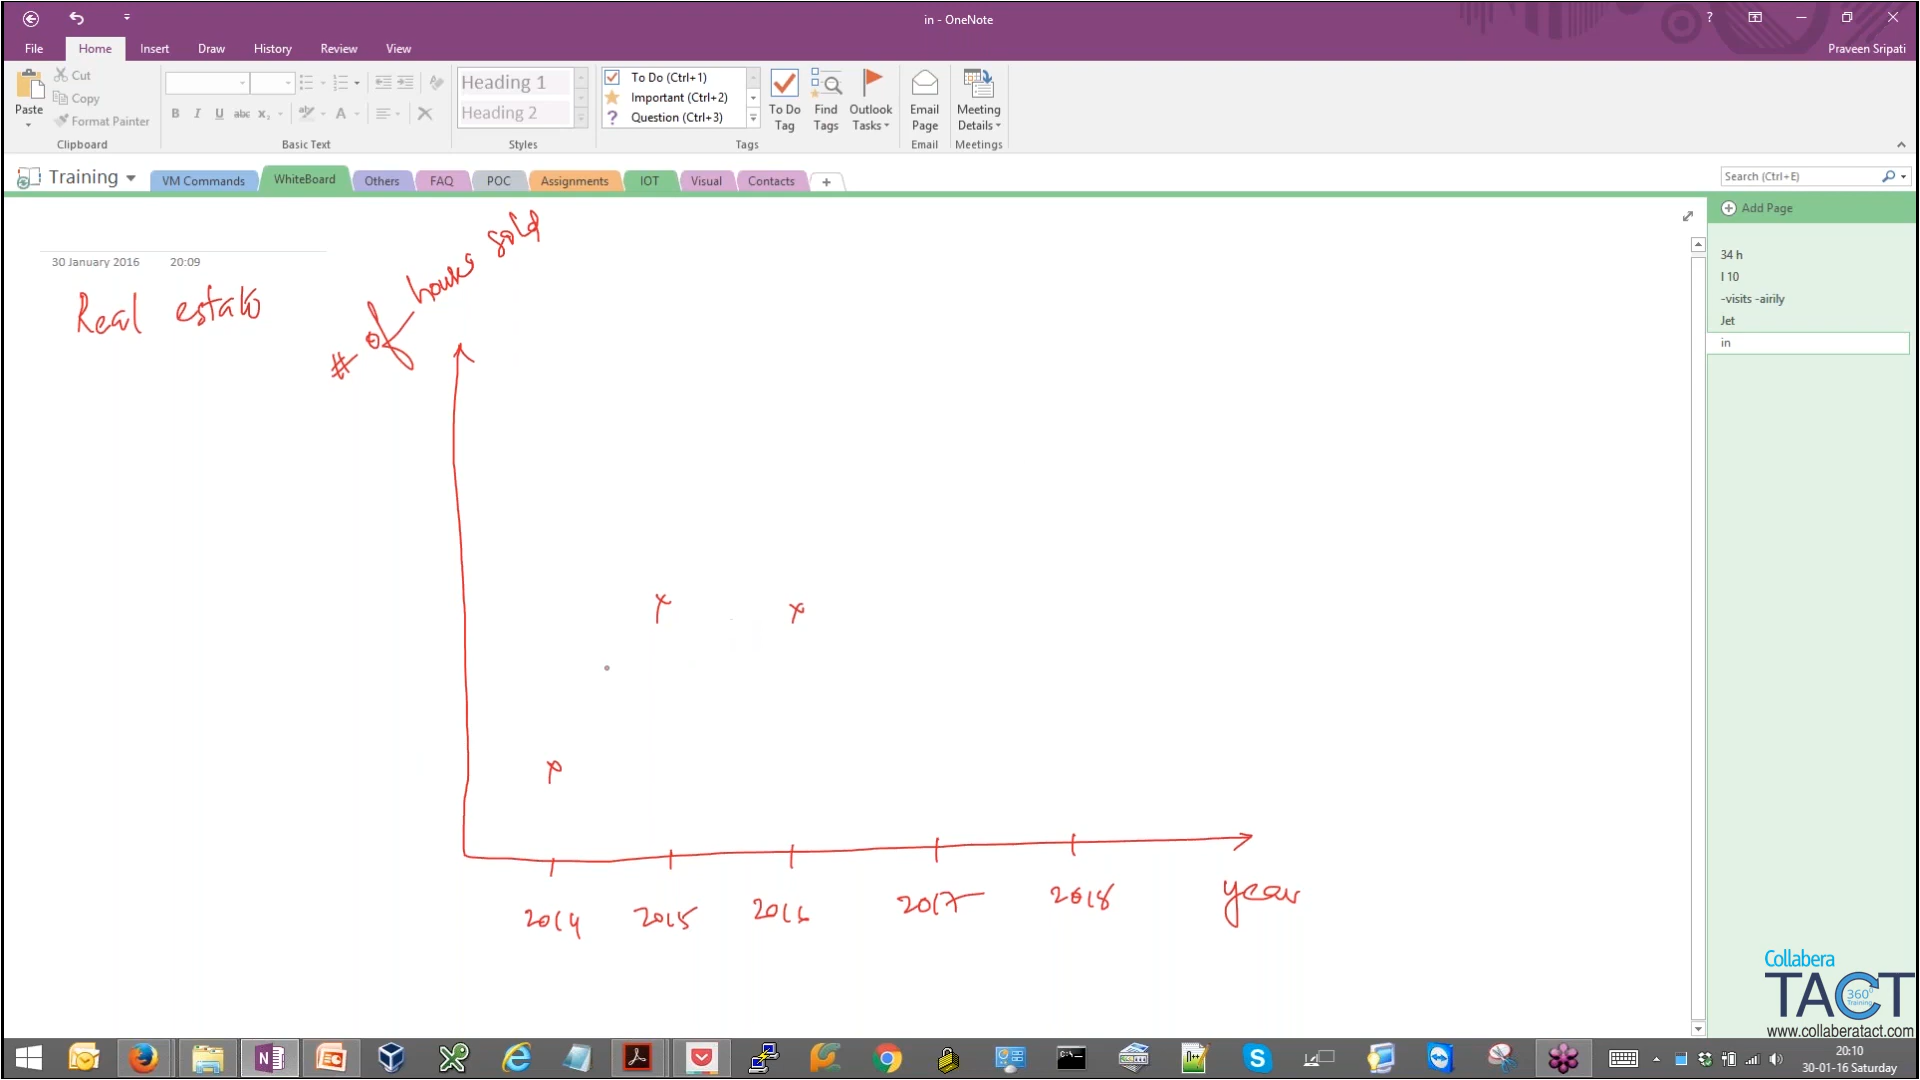 in - OneNote
?
File Home Insert Draw History Review View
Praveen Sripati
Paste
Cut
Copy
Format Painter
Clipboard
B I U abc x₂ ab A
Basic Text
Heading 1
Heading 2
Styles
To Do (Ctrl+1)
Important (Ctrl+2)
? Question (Ctrl+3)
To Do Tag
Find Tags
Outlook Tasks
Tags
Email Page
Email
Meeting Details
Meetings
Training
VM Commands WhiteBoard Others FAQ POC Assignments IOT Visual Contacts +
Search (Ctrl+E)
Add Page
34 h
I 10
-visits -airily
Jet
in
30 January 2016 20:09
Real estate
# of houses sold
x x
x
2014 2015 2016 2017 2018 year
Collabera
TACT
360°
Training
www.collaberatact.com
20:10
30-01-16 Saturday